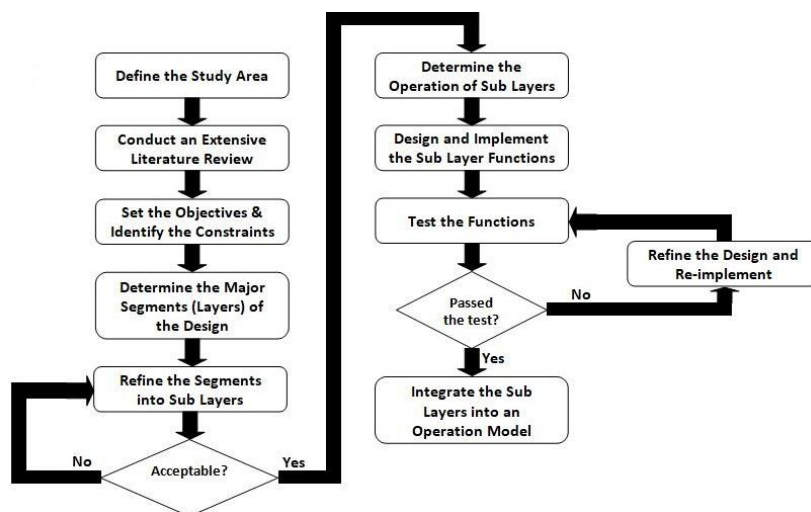 Define the Study Area
Conduct an Extensive
Literature Review
Set the Objectives &
Identify the Constraints
Determine the Major
Segments (Layers) of
the Design
Refine the Segments
into Sub Layers
Acceptable?
No
Yes
Determine the
Operation of Sub Layers
Design and Implement
the Sub Layer Functions
Test the Functions
Passed
the test?
No
Refine the Design and
Re-implement
Yes
Integrate the Sub
Layers into an
Operation Model